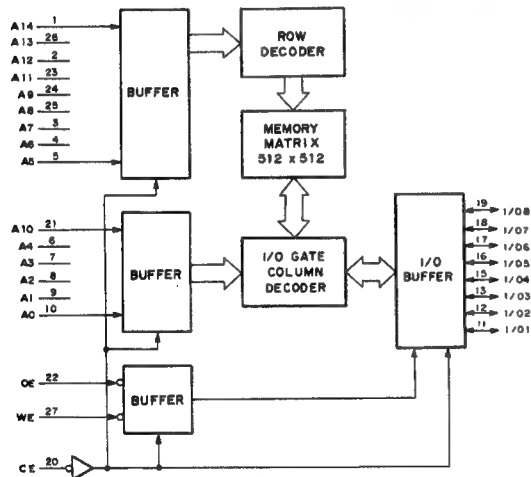 A14 1
A13 26
A12 2
A11 23
A9 24
A8 25
A7 3
A6 4
A5 5
BUFFER
ROW
DECODER
MEMORY
MATRIX
512 x 512
A10 21
A4 6
A3 7
A2 8
A1 9
A0 10
BUFFER
I/O GATE
COLUMN
DECODER
I/O
BUFFER
19 I/O8
18 I/O7
17 I/O6
16 I/O5
15 I/O4
13 I/O3
12 I/O2
11 I/O1
OE 22
WE 27
BUFFER
CE 20